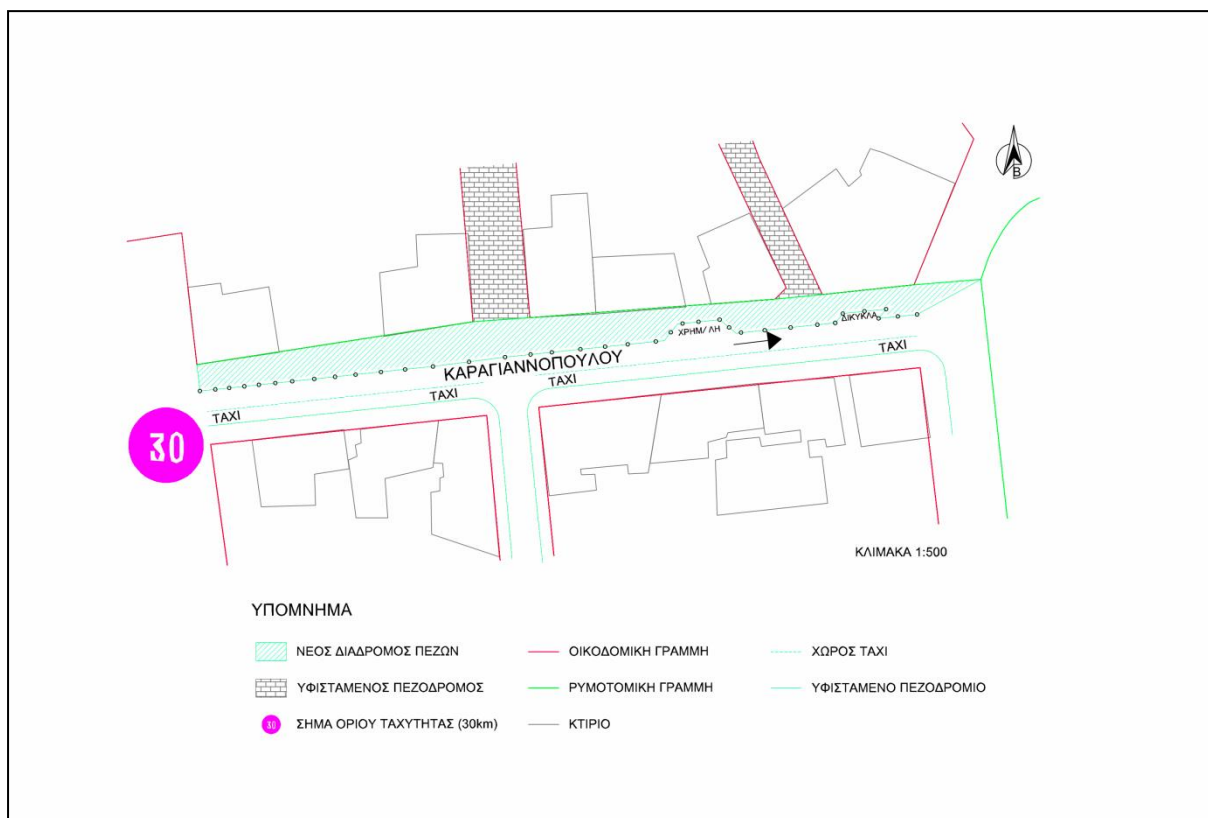 Β
ΧΡΗΜ/ ΛΗ
ΔΙΚΥΚΛΑ
ΚΑΡΑΓΙΑΝΝΟΠΟΥΛΟΥ
ΤΑΧΙ
ΤΑΧΙ
ΤΑΧΙ
ΤΑΧΙ
30
ΚΛΙΜΑΚΑ 1:500
ΥΠΟΜΝΗΜΑ
ΝΕΟΣ ΔΙΑΔΡΟΜΟΣ ΠΕΖΩΝ
ΟΙΚΟΔΟΜΙΚΗ ΓΡΑΜΜΗ
ΧΩΡΟΣ ΤΑΧΙ
ΥΦΙΣΤΑΜΕΝΟΣ ΠΕΖΟΔΡΟΜΟΣ
ΡΥΜΟΤΟΜΙΚΗ ΓΡΑΜΜΗ
ΥΦΙΣΤΑΜΕΝΟ ΠΕΖΟΔΡΟΜΙΟ
30
ΣΗΜΑ ΟΡΙΟΥ ΤΑΧΥΤΗΤΑΣ (30km)
ΚΤΙΡΙΟ